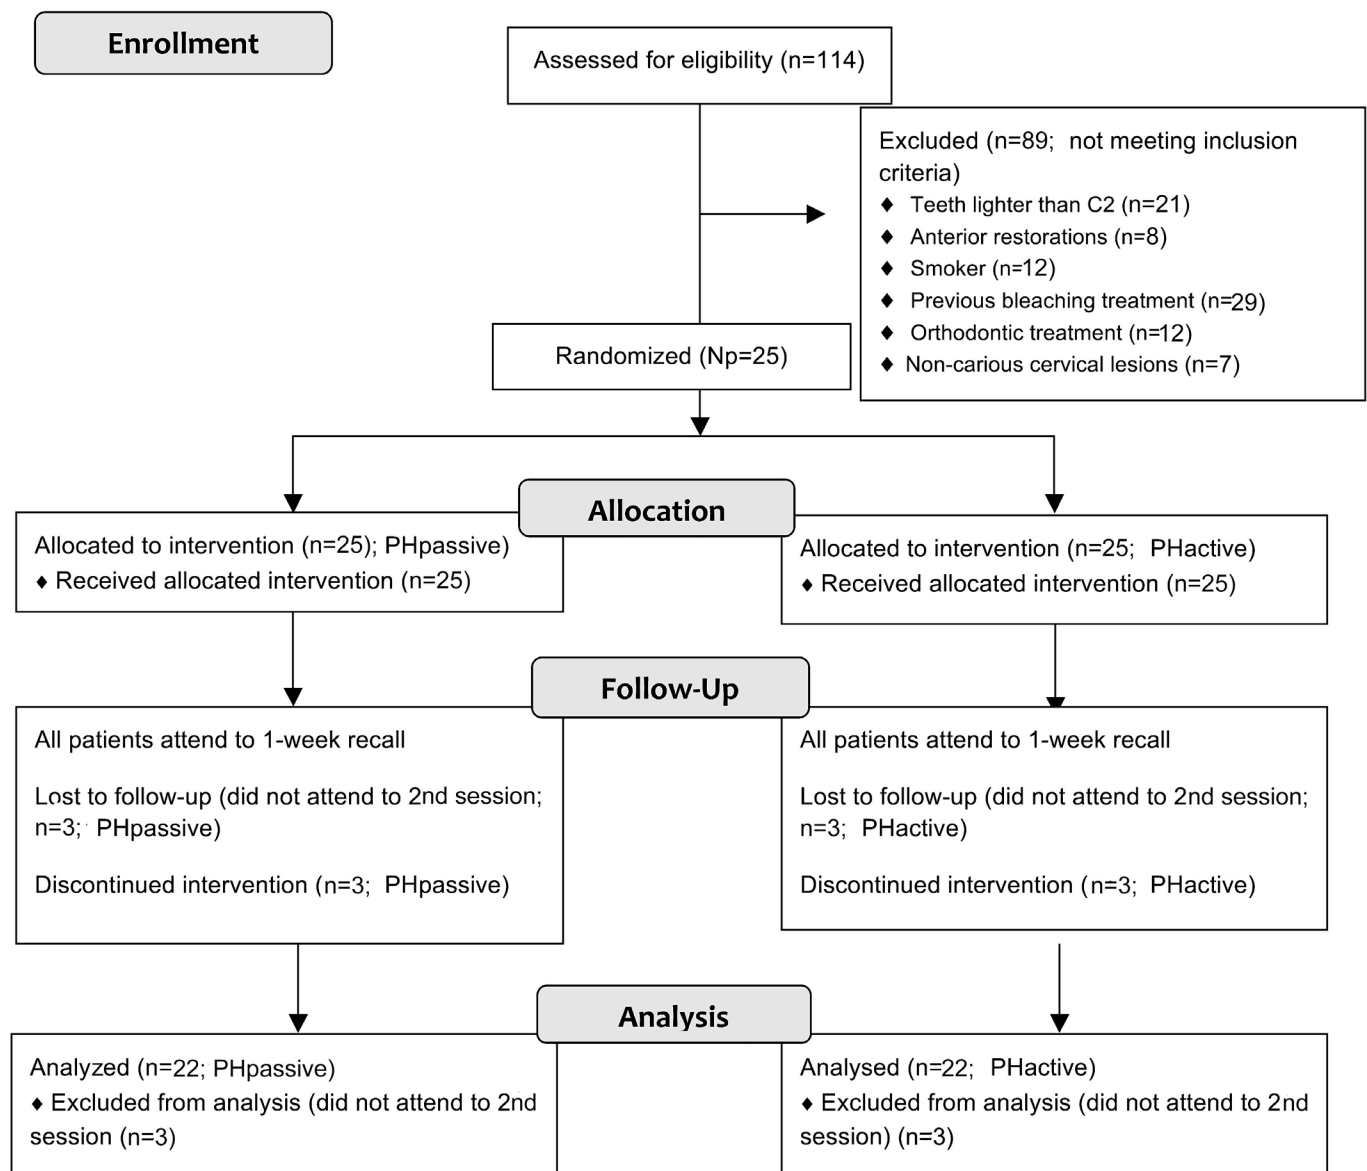 Enrollment
Assessed for eligibility (n=114)
Excluded (n=89; not meeting inclusion
criteria)
♦ Teeth lighter than C2 (n=21)
♦ Anterior restorations (n=8)
♦ Smoker (n=12)
♦ Previous bleaching treatment (n=29)
♦ Orthodontic treatment (n=12)
♦ Non-carious cervical lesions (n=7)
Randomized (Np=25)
Allocation
Allocated to intervention (n=25); PHpassive)
♦ Received allocated intervention (n=25)
Allocated to intervention (n=25; PHactive)
♦ Received allocated intervention (n=25)
Follow-Up
All patients attend to 1-week recall
Lost to follow-up (did not attend to 2nd session;
n=3; PHpassive)
Discontinued intervention (n=3; PHpassive)
All patients attend to 1-week recall
Lost to follow-up (did not attend to 2nd session;
n=3; PHactive)
Discontinued intervention (n=3; PHactive)
Analysis
Analyzed (n=22; PHpassive)
♦ Excluded from analysis (did not attend to 2nd
session (n=3)
Analysed (n=22; PHactive)
♦ Excluded from analysis (did not attend to 2nd
session) (n=3)